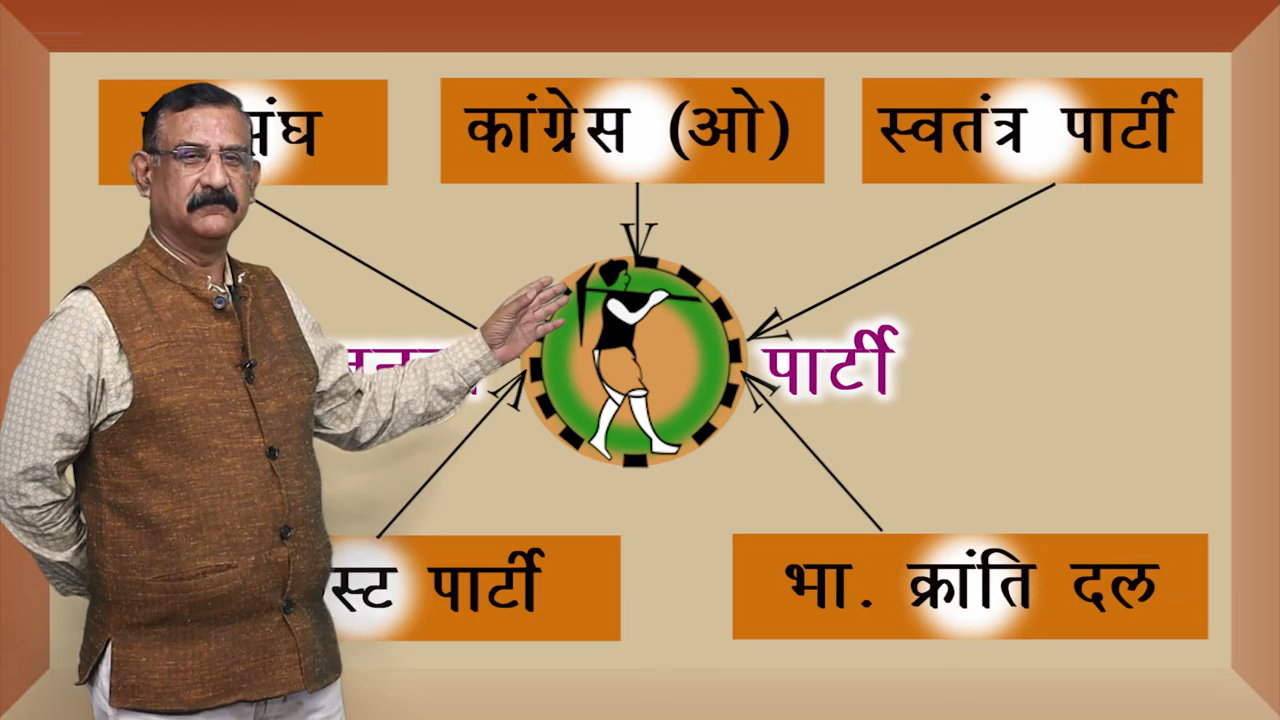 कांग्रेस (ओ)
स्वतंत्र पार्टी
पार्टी
पार्टी
भा. क्रांति दल